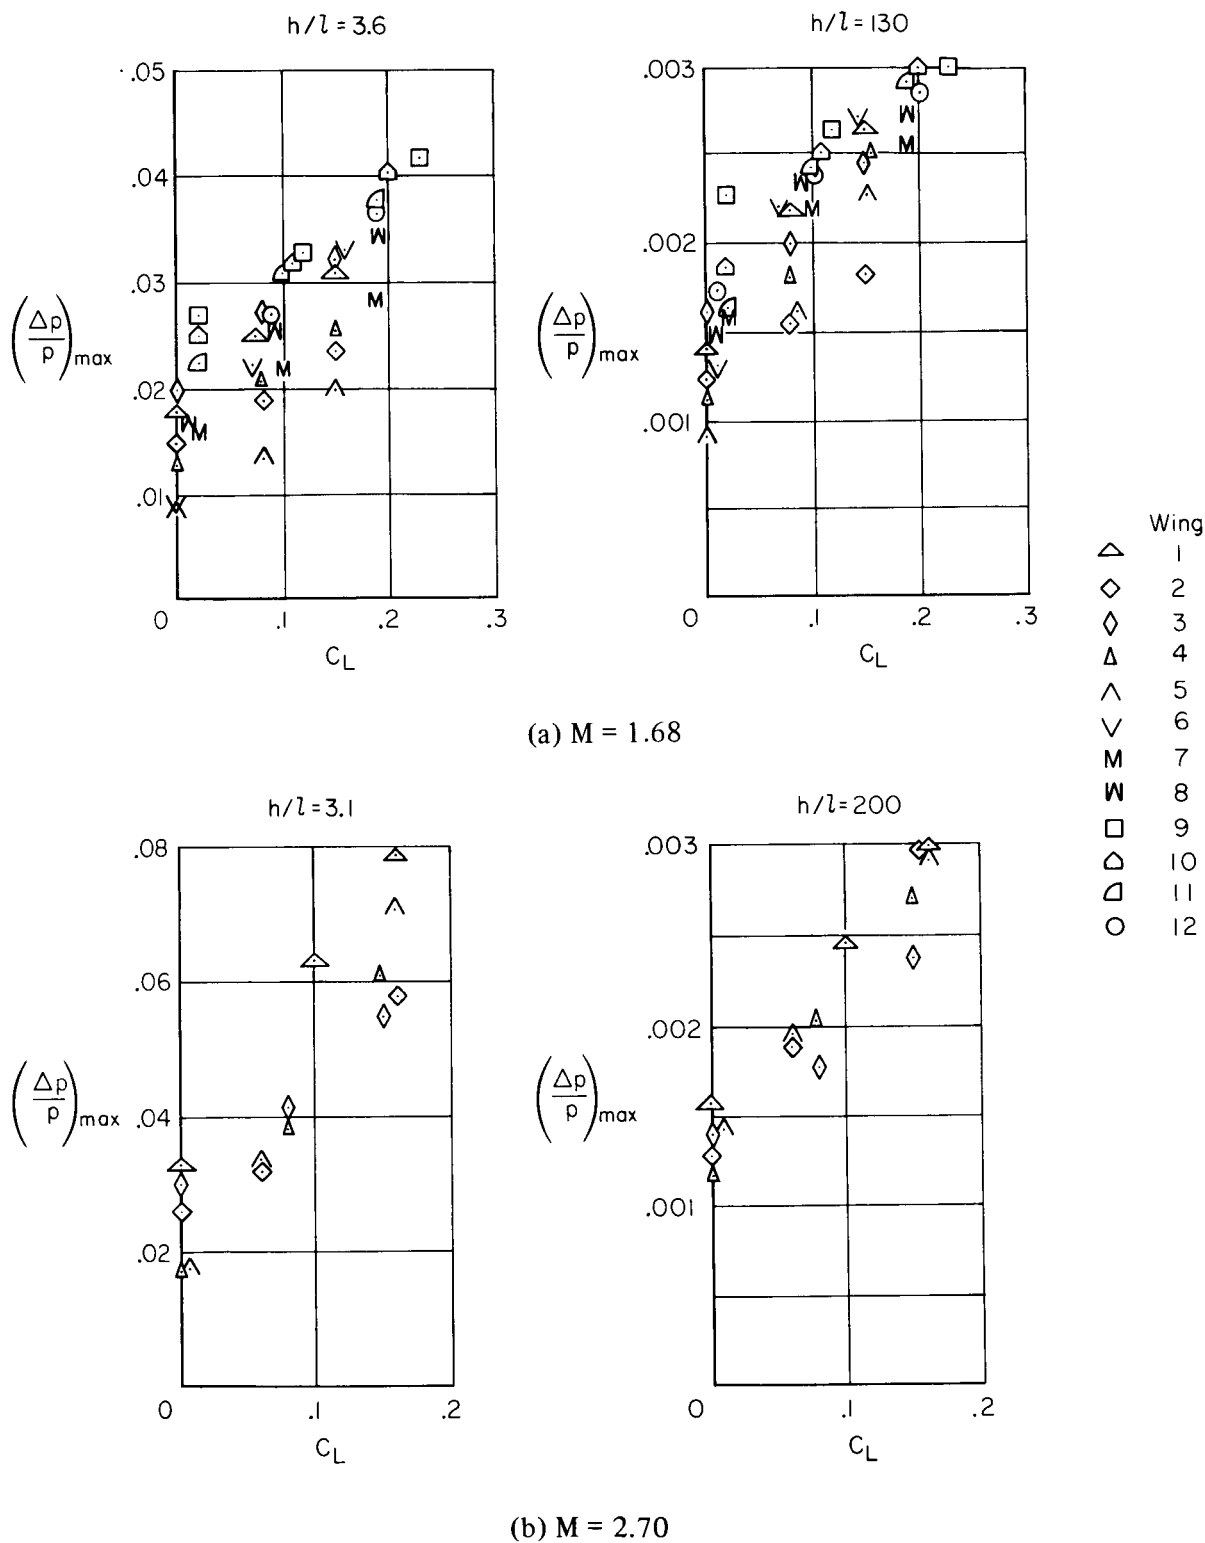 h/l = 3.6
.05
.04
.03
.02
.01
(Δp/p)max
0 .1 .2 .3
CL
h/l = 130
.003
.002
.001
(Δp/p)max
0 .1 .2 .3
CL
(a) M = 1.68
Wing
1
2
3
4
5
6
7
8
9
10
11
12
h/l = 3.1
.08
.06
.04
.02
(Δp/p)max
0 .1 .2
CL
h/l = 200
.003
.002
.001
(Δp/p)max
0 .1 .2
CL
(b) M = 2.70